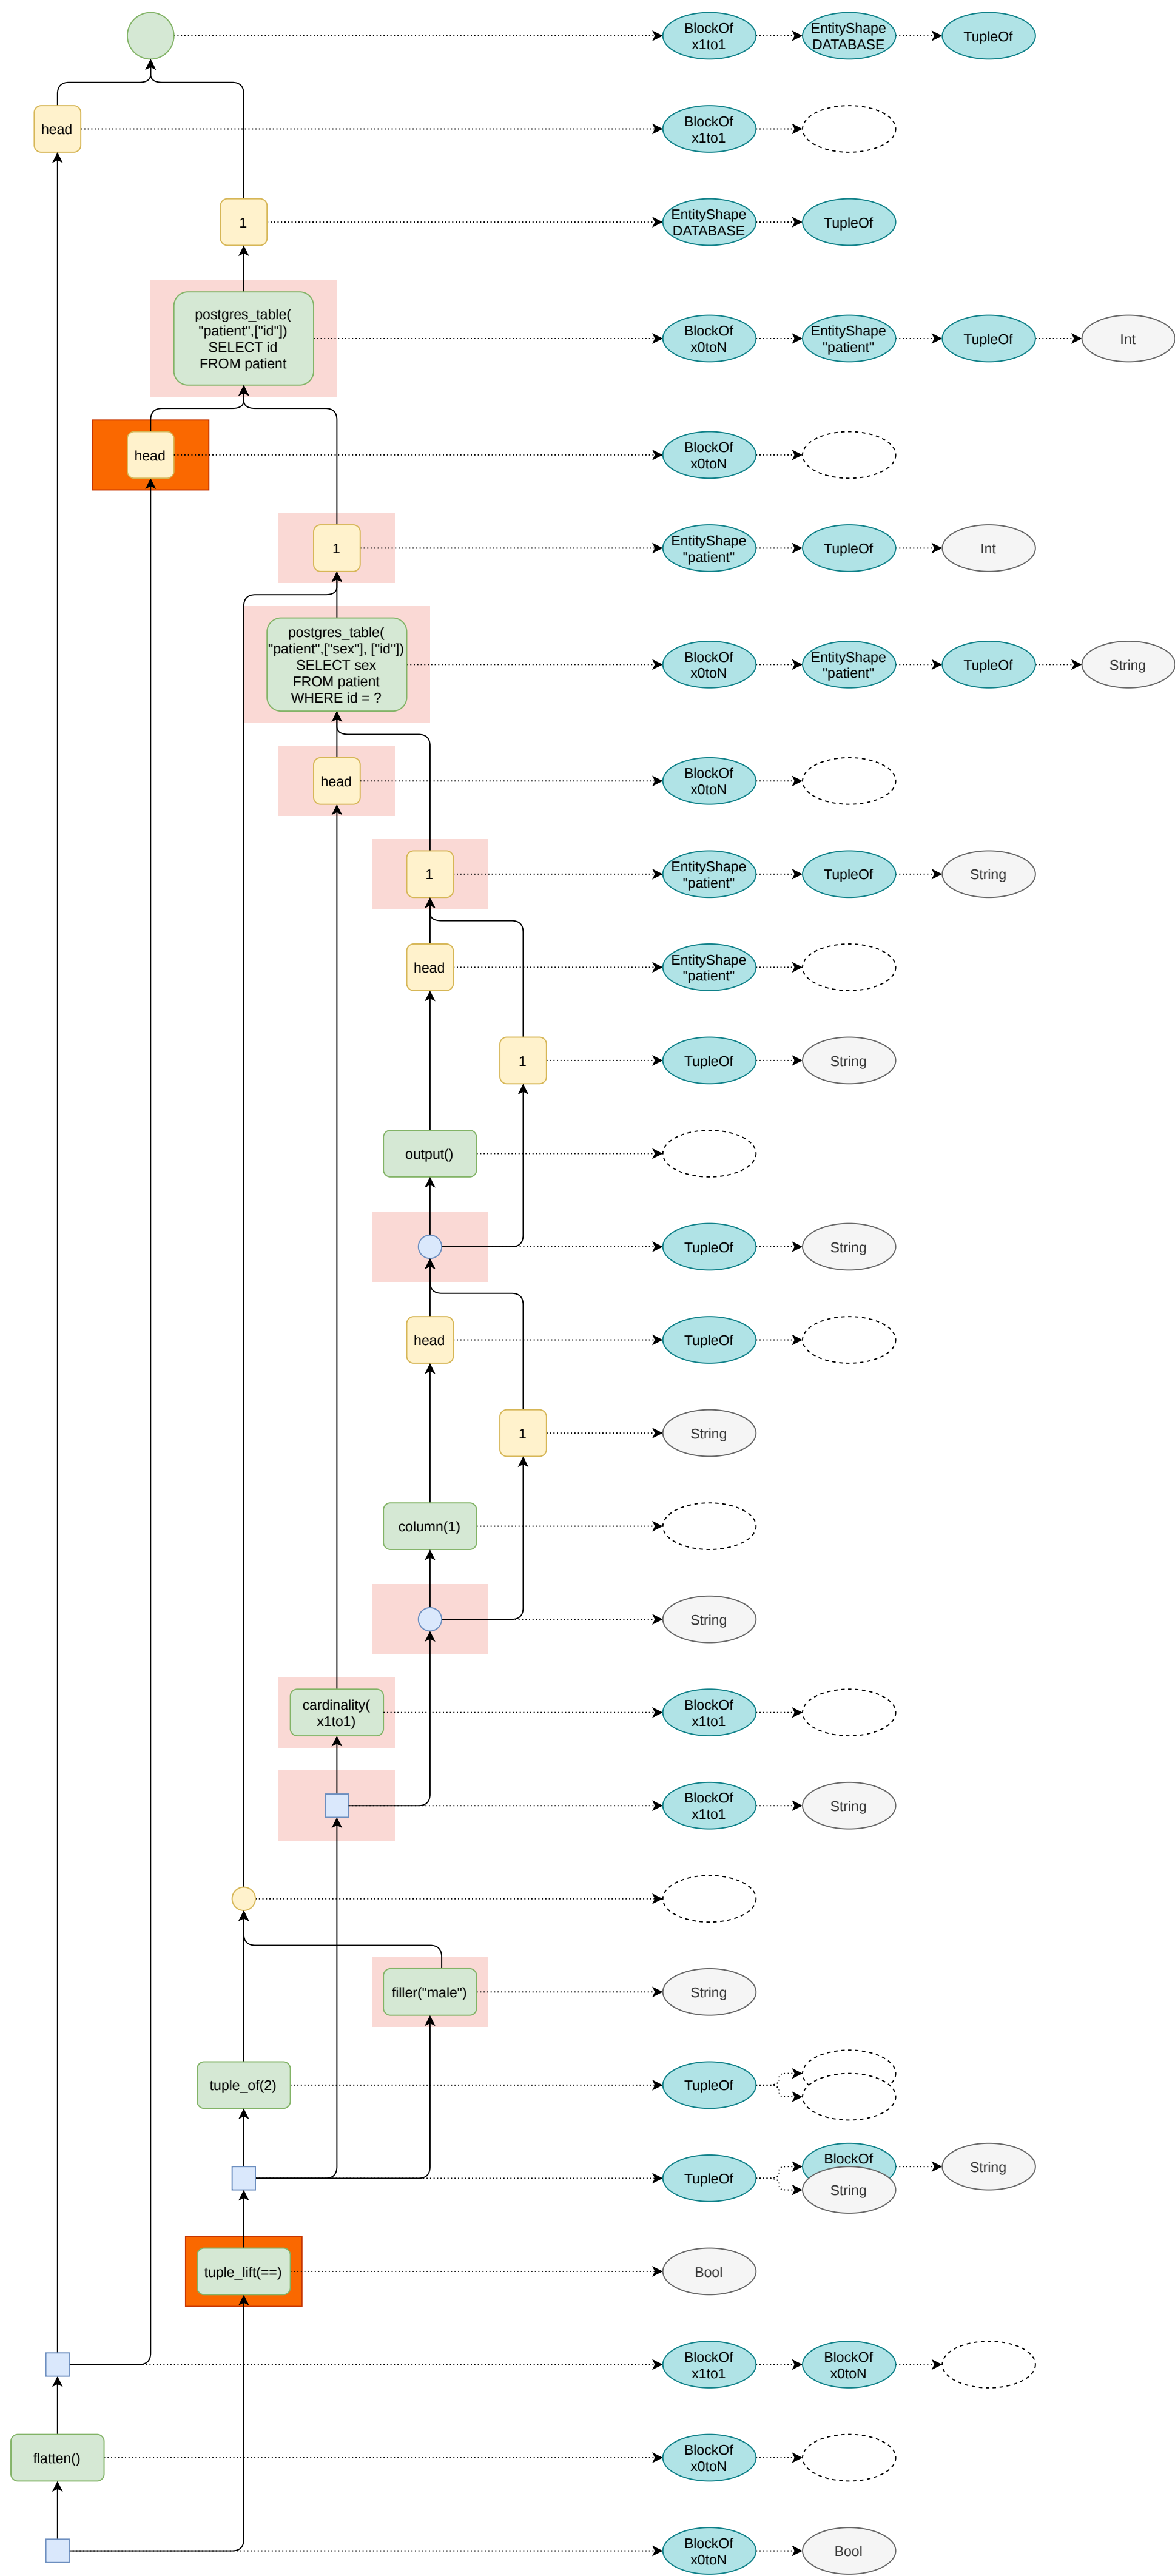 BlockOf
x1to1
EntityShape
DATABASE
TupleOf
head
BlockOf
x1to1
1
EntityShape
DATABASE
TupleOf
postgres_table(
"patient",["id"])
SELECT id
FROM patient
BlockOf
x0toN
EntityShape
"patient"
TupleOf
Int
head
BlockOf
x0toN
1
EntityShape
"patient"
TupleOf
Int
postgres_table(
"patient",["sex"], ["id"])
SELECT sex
FROM patient
WHERE id = ?
BlockOf
x0toN
EntityShape
"patient"
TupleOf
String
head
BlockOf
x0toN
1
EntityShape
"patient"
TupleOf
String
head
EntityShape
"patient"
1
TupleOf
String
output()
TupleOf
String
head
TupleOf
1
String
column(1)
String
cardinality(
x1to1)
BlockOf
x1to1
BlockOf
x1to1
String
filler("male")
String
tuple_of(2)
TupleOf
TupleOf
BlockOf
String
String
tuple_lift(==)
Bool
BlockOf
x1to1
BlockOf
x0toN
flatten()
BlockOf
x0toN
BlockOf
x0toN
Bool